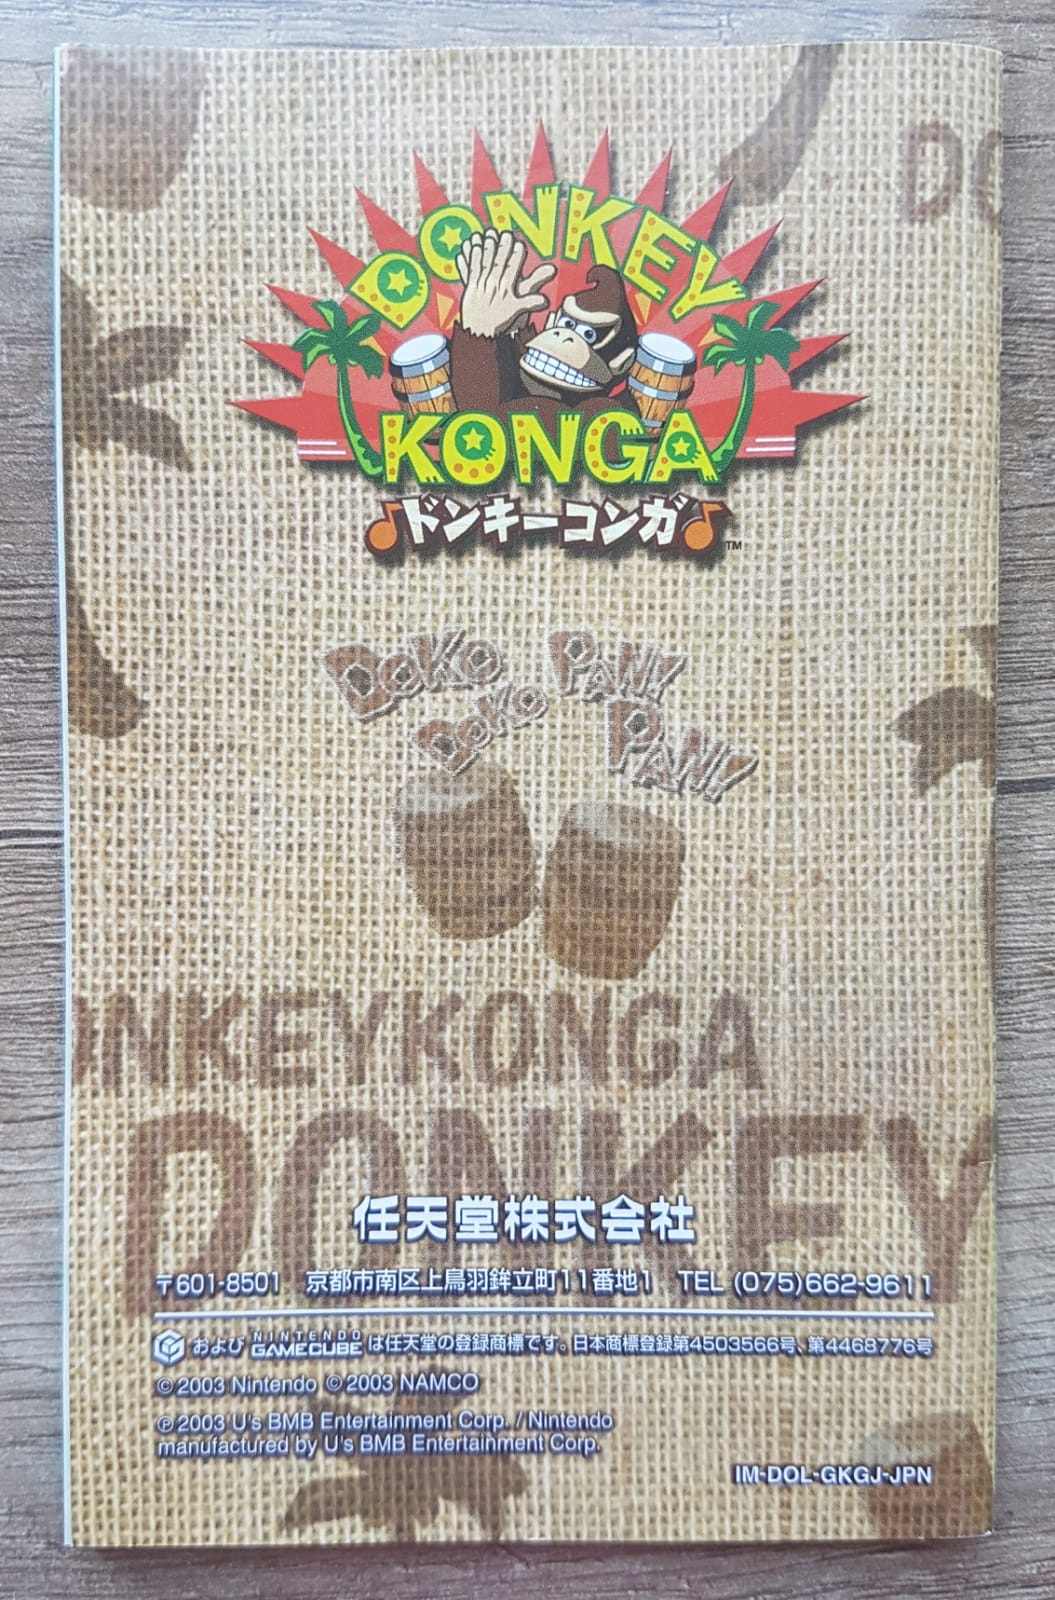 DO
DONKEY
KONGA
ドンキーコンガ
TM
DOKO
DOKO
PAN!
PAN!
ONKEYKONGA
DONKEY
任天堂株式会社
〒601-8501 京都市南区上鳥羽鉾立町11番地1 TEL (075)662-9611
および NINTENDO GAMECUBE は任天堂の登録商標です。日本商標登録第4503566号、第4468776号
©2003 Nintendo ©2003 NAMCO
℗2003 U's BMB Entertainment Corp. / Nintendo
manufactured by U's BMB Entertainment Corp.
IM-DOL-GKGJ-JPN